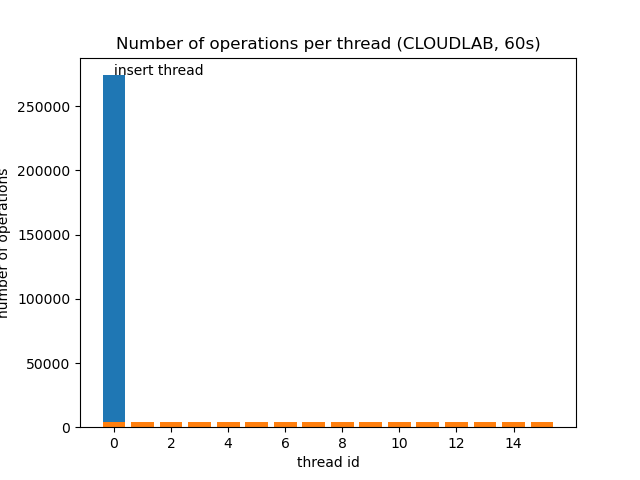 Number of operations per thread (CLOUDLAB, 60s)
insert thread
250000
200000
150000
100000
50000
0
number of operations
0 2 4 6 8 10 12 14
thread id